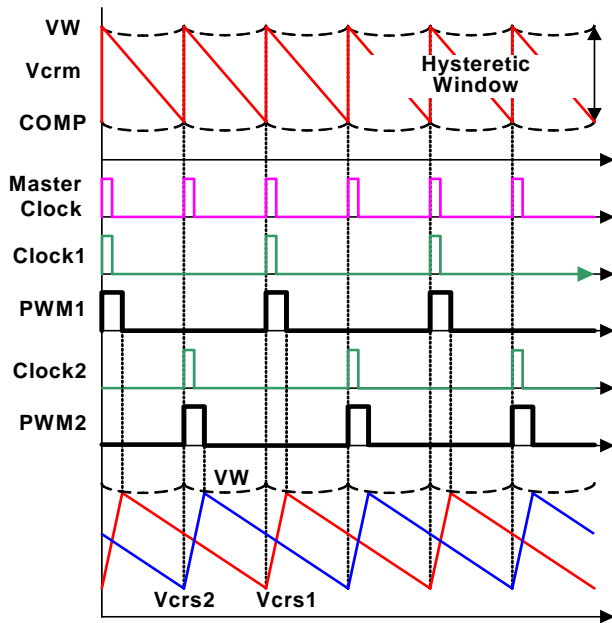 VW
Vcrm
Hysteretic
Window
COMP
Master
Clock
Clock1
PWM1
Clock2
PWM2
VW
Vcrs2
Vcrs1